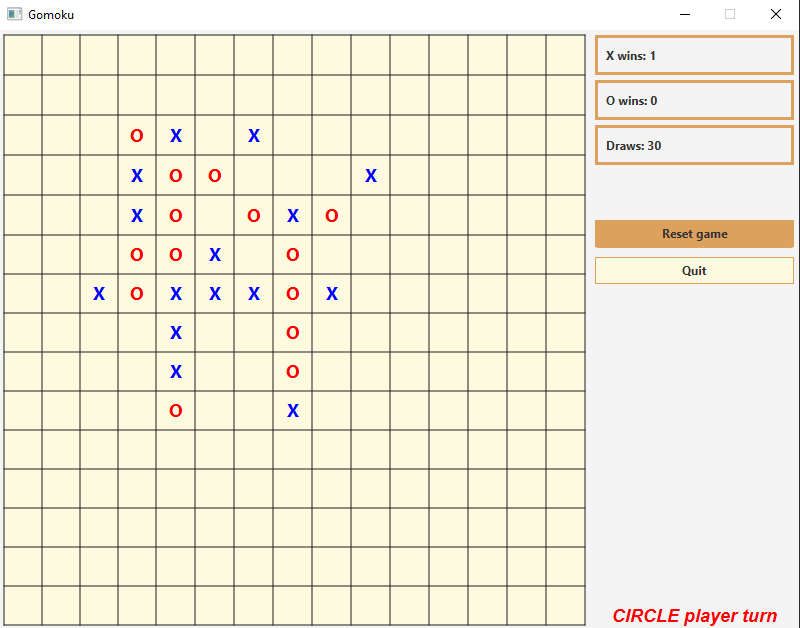 Gomoku
X wins: 1
O wins: 0
Draws: 30
Reset game
Quit
O X X
X O O X
X O O X O
O O X O
X O X X X O X
X O
X O
O X
CIRCLE player turn